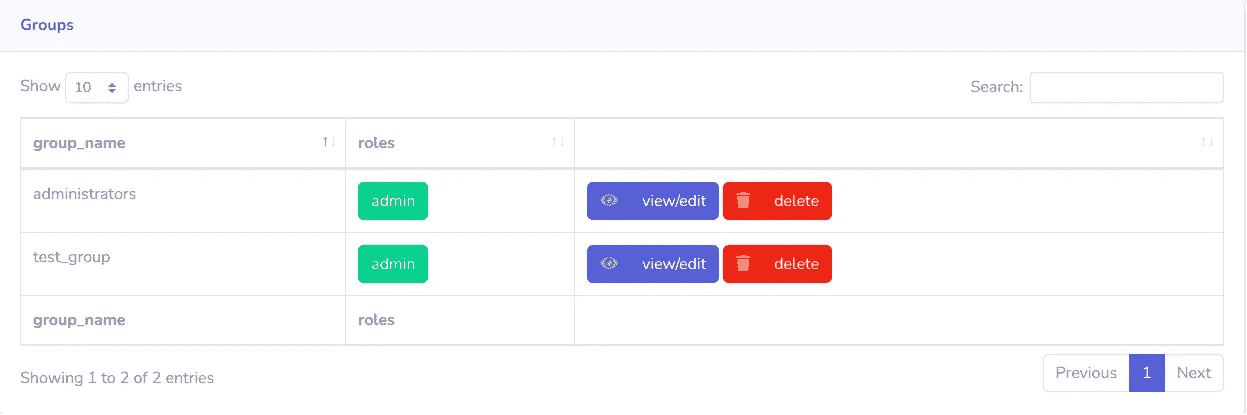 Groups
Show 10 entries Search:
group_name roles
administrators admin view/edit delete
test_group admin view/edit delete
group_name roles
Showing 1 to 2 of 2 entries Previous 1 Next